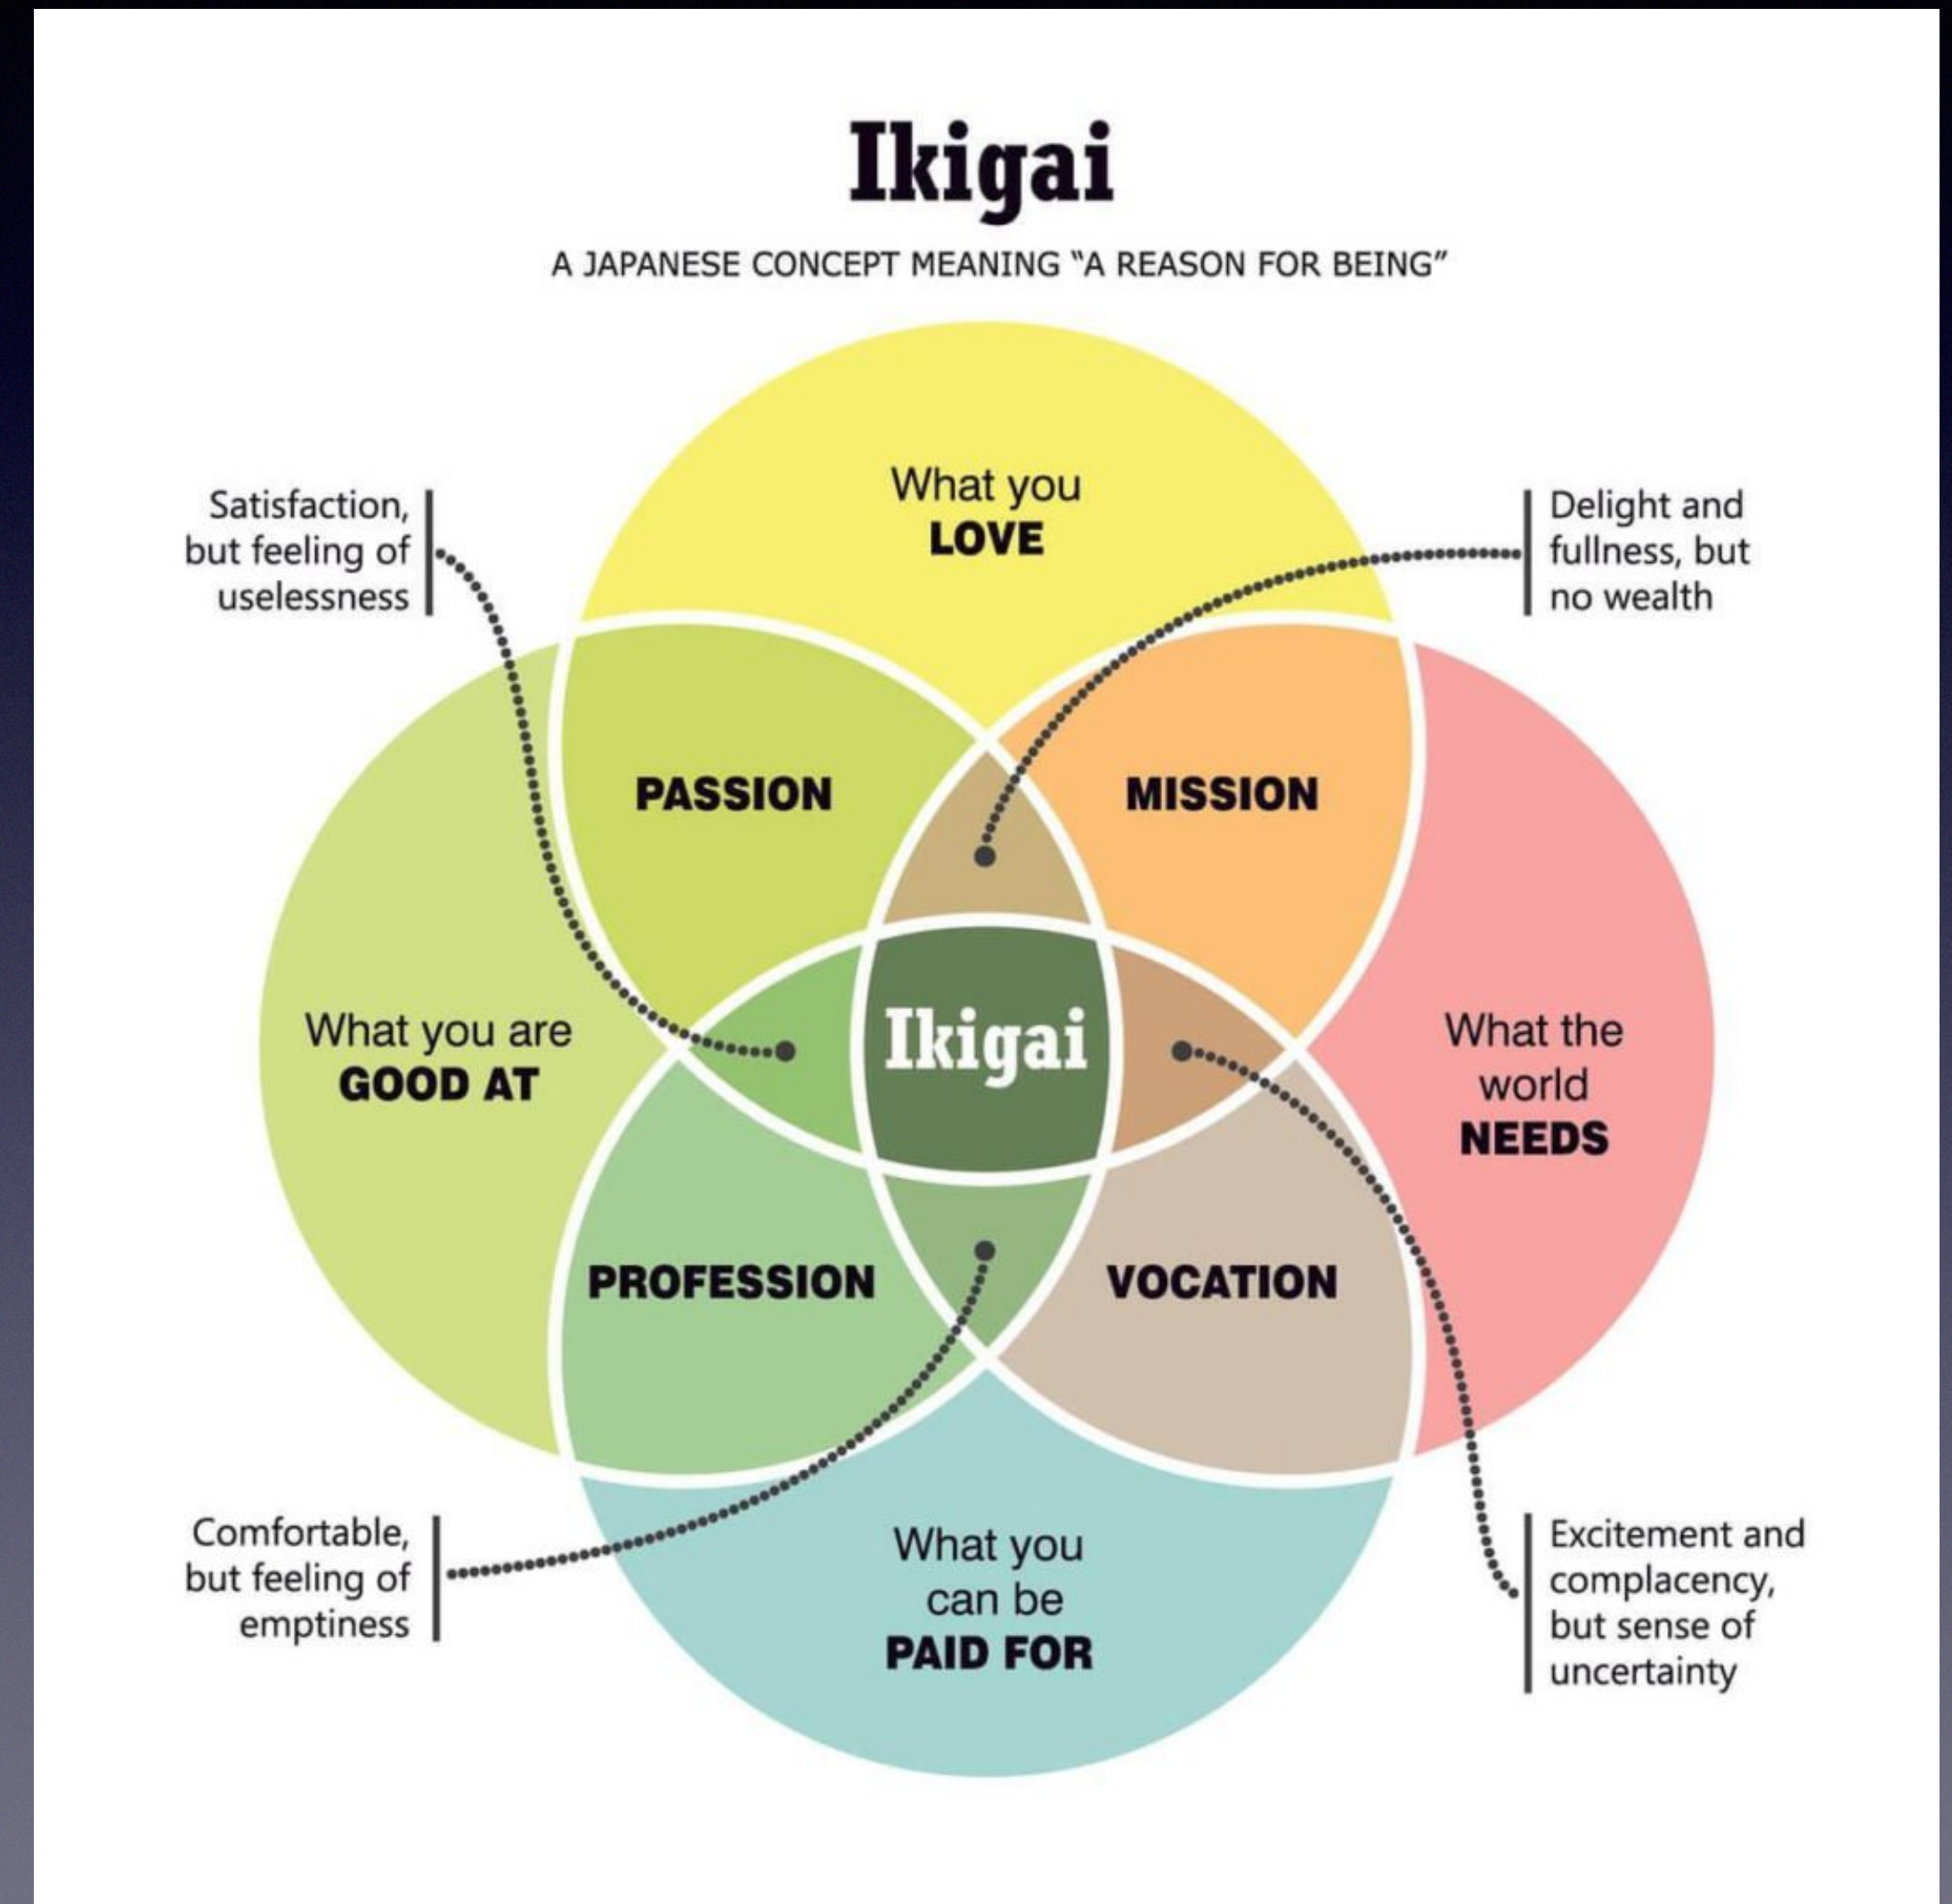 Ikigai
A JAPANESE CONCEPT MEANING “A REASON FOR BEING”
What you
LOVE
Satisfaction,
but feeling of
uselessness
Delight and
fullness, but
no wealth
PASSION
MISSION
What you are
GOOD AT
Ikigai
What the
world
NEEDS
PROFESSION
VOCATION
Comfortable,
but feeling of
emptiness
What you
can be
PAID FOR
Excitement and
complacency,
but sense of
uncertainty